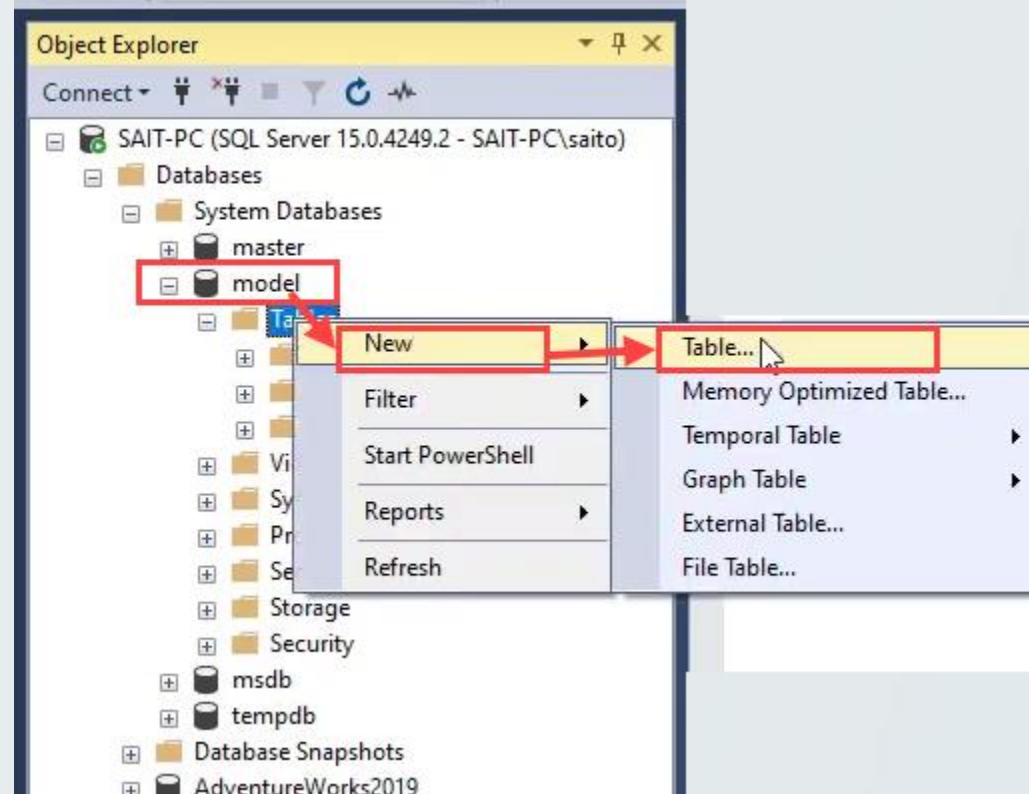 Object Explorer
Connect
SAIT-PC (SQL Server 15.0.4249.2 - SAIT-PC\saito)
Databases
System Databases
master
model
New
Filter
Start PowerShell
Reports
Refresh
Table...
Memory Optimized Table...
Temporal Table
Graph Table
External Table...
File Table...
Storage
Security
msdb
tempdb
Database Snapshots
AdventureWorks2019